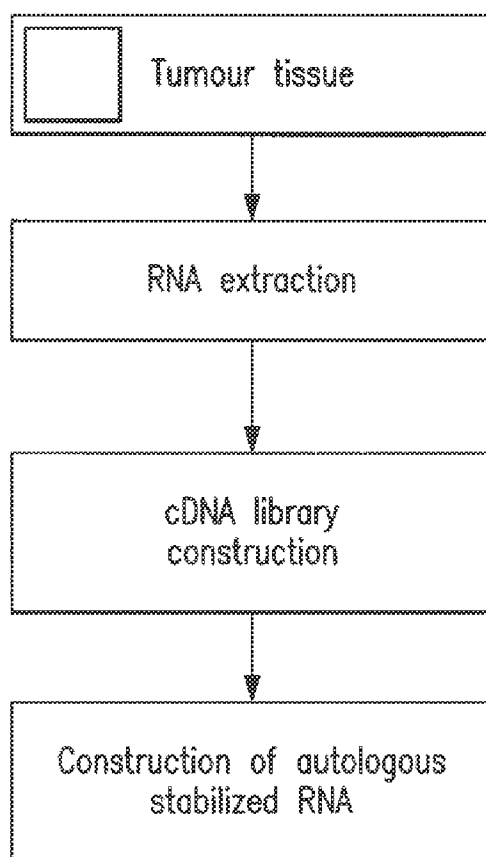 Tumour tissue
RNA extraction
cDNA library
construction
Construction of autologous
stabilized RNA